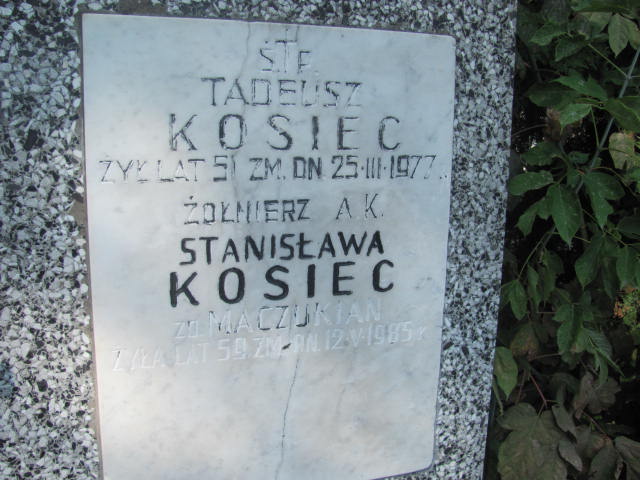 Ś.T P.
TADEUSZ
KOSIEC
ŻYŁ LAT 51 ZM. DN. 25.III.1977 r.
ŻOŁNIERZ A.K.
STANISŁAWA
KOSIEC
ZD. MACZUKIAN
ŻYŁA LAT 59 ZM. DN. 12.V.1985 r.